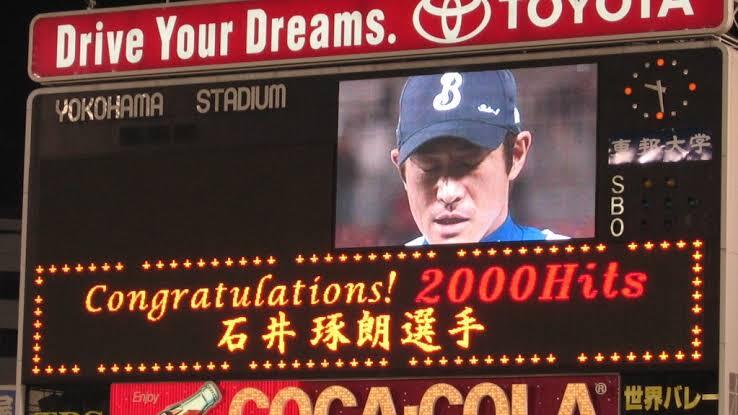 Drive Your Dreams. TOYOTA
YOKOHAMA STADIUM
B
東邦大学
S
B
O
Congratulations! 2000Hits
石井琢朗選手
Enjoy
COCA-COLA®
世界バレー
TBS